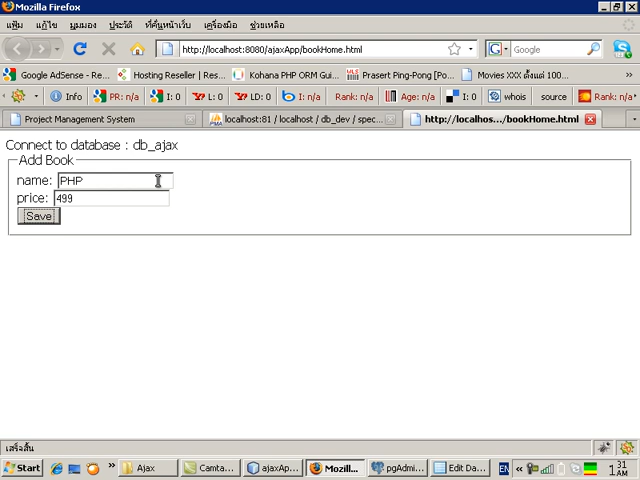 Mozilla Firefox
แฟ้ม แก้ไข มุมมอง ประวัติ ที่คั่นหน้าเว็บ เครื่องมือ ช่วยเหลือ
http://localhost:8080/ajaxApp/bookHome.html Google
Google AdSense - Re... Hosting Reseller | Res... Kohana PHP ORM Gui... Prasert Ping-Pong [Po... Movies XXX ตั้งแต่ 100...
Info PR: n/a I: 0 L: 0 LD: 0 I: n/a Rank: n/a Age: n/a I: 0 whois source Rank: n/a
Project Management System localhost:81 / localhost / db_dev / spec... http://localhos.../bookHome.html
Connect to database : db_ajax
Add Book
name: PHP
price: 499
Save
เสร็จสิ้น
Start Ajax Camta... ajaxAp... Mozill... pgAdmi... Edit Da... EN 1:31 AM